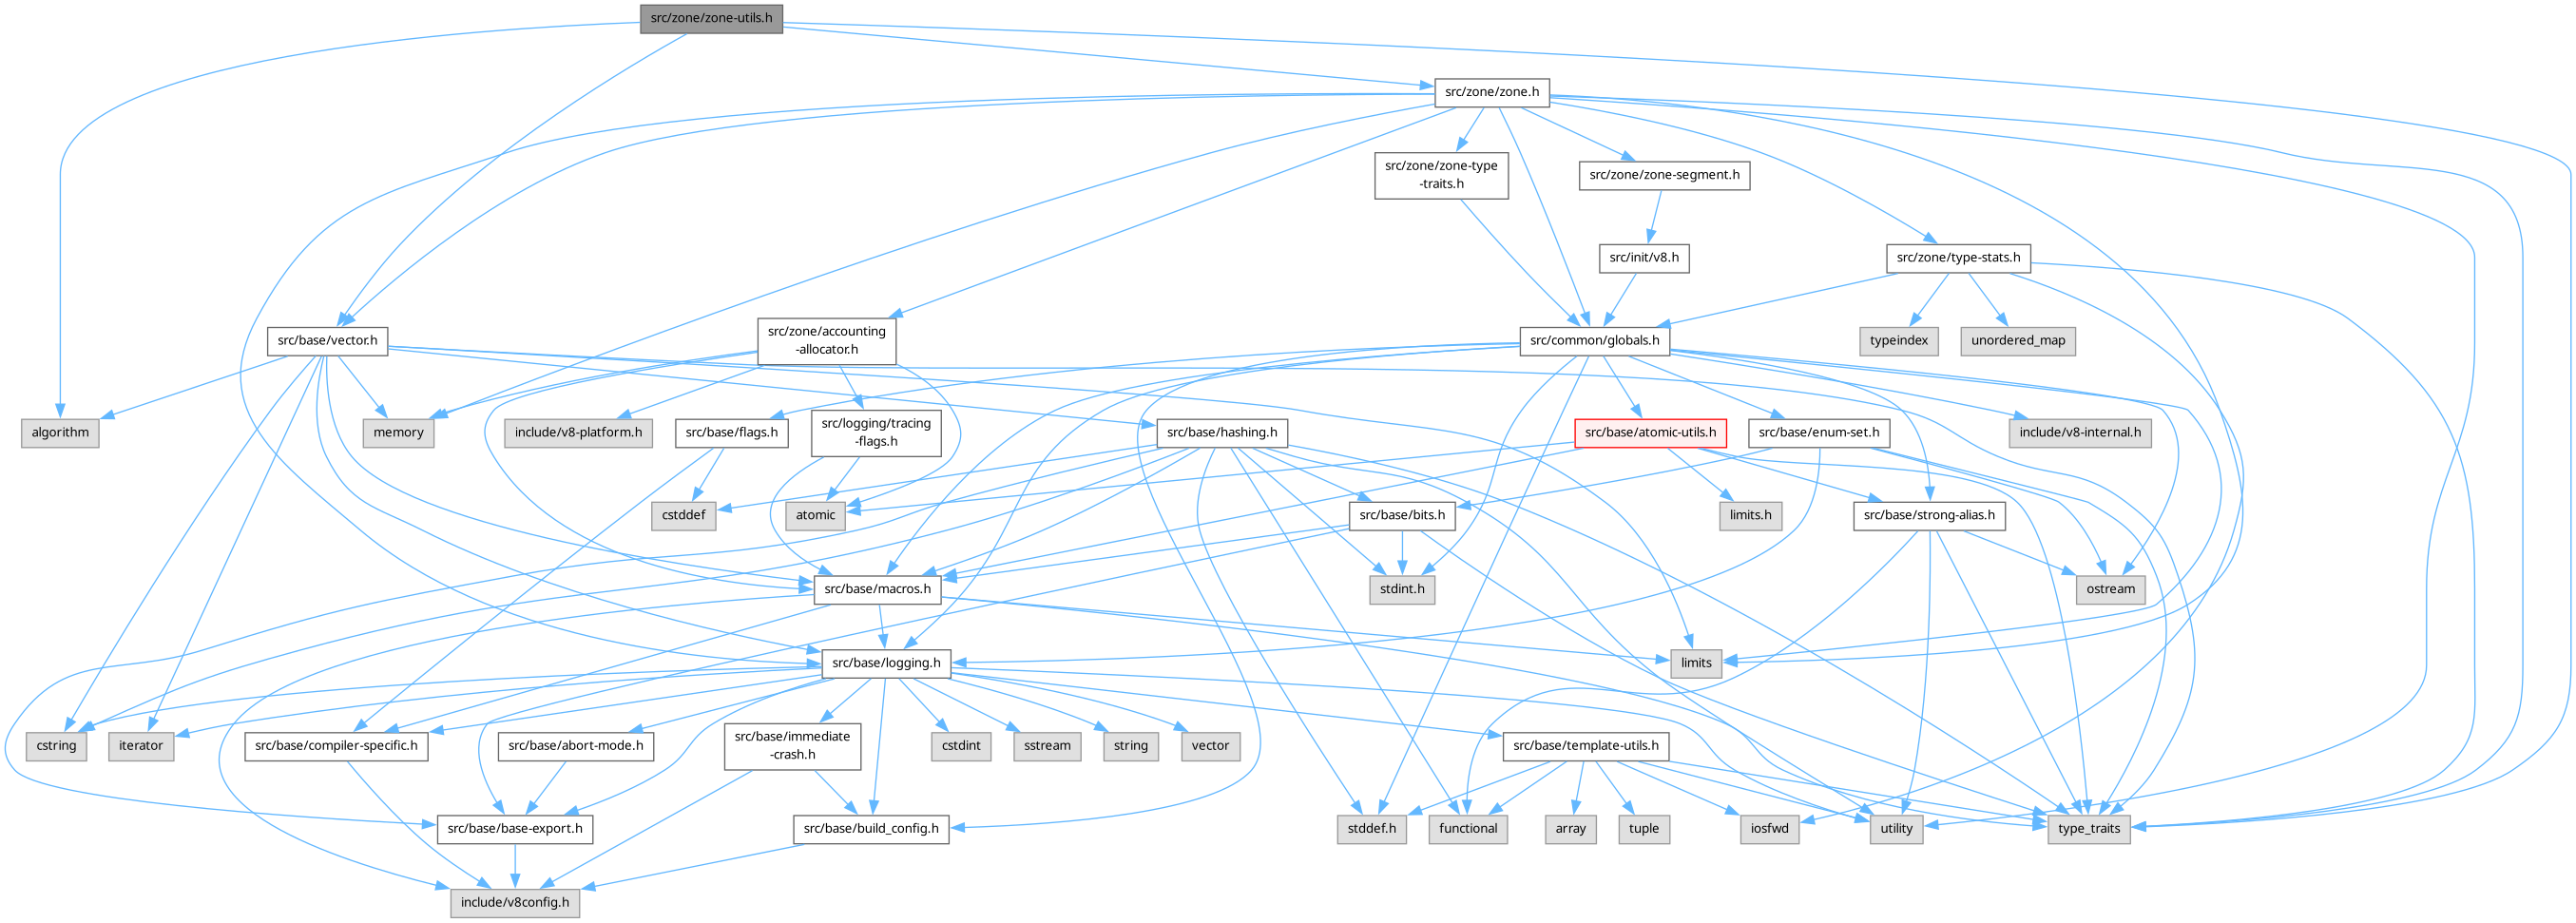 src/zone/zone-utils.h
src/zone/zone.h
src/zone/zone-type
-traits.h
src/zone/zone-segment.h
src/init/v8.h
src/zone/type-stats.h
src/base/vector.h
src/zone/accounting
-allocator.h
src/common/globals.h
typeindex
unordered_map
algorithm
memory
include/v8-platform.h
src/base/flags.h
src/logging/tracing
-flags.h
src/base/hashing.h
src/base/atomic-utils.h
src/base/enum-set.h
include/v8-internal.h
cstddef
atomic
src/base/bits.h
limits.h
src/base/strong-alias.h
src/base/macros.h
stdint.h
ostream
src/base/logging.h
limits
cstring
iterator
src/base/compiler-specific.h
src/base/abort-mode.h
src/base/immediate
-crash.h
cstdint
sstream
string
vector
src/base/template-utils.h
src/base/base-export.h
src/base/build_config.h
stddef.h
functional
array
tuple
iosfwd
utility
type_traits
include/v8config.h